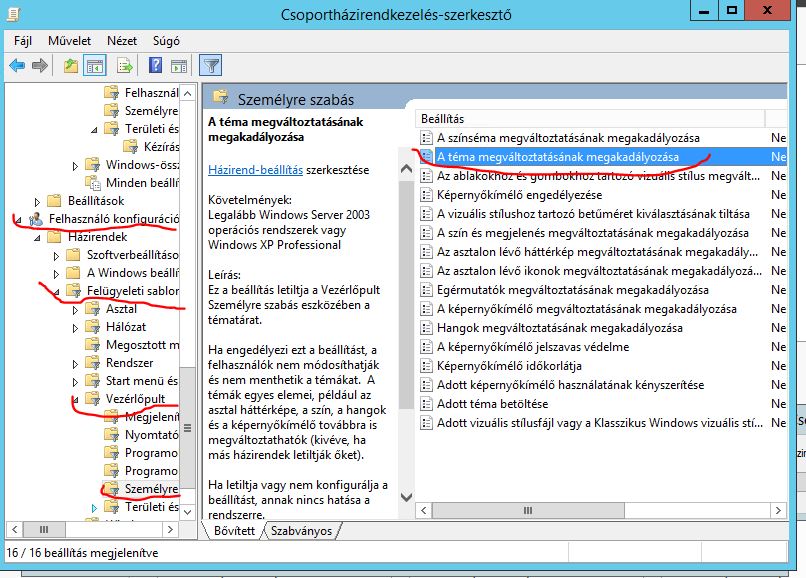 Csoportházirendkezelés-szerkesztő
Fájl Művelet Nézet Súgó
Felhasznál
Személyre
Területi és
Kézírás
Windows-össz
Minden beállí
Beállítások
Felhasználó konfiguráció
Házirendek
Szoftverbeállításo
A Windows beállí
Felügyeleti sablon
Asztal
Hálózat
Megosztott m
Rendszer
Start menü és
Vezérlőpult
Megjelenít
Nyomtató
Programo
Programo
Személyre
Területi és
Személyre szabás
A téma megváltoztatásának
megakadályozása
Házirend-beállítás szerkesztése
Követelmények:
Legalább Windows Server 2003
operációs rendszerek vagy
Windows XP Professional
Leírás:
Ez a beállítás letiltja a Vezérlőpult
Személyre szabás eszközében a
tématárat.
Ha engedélyezi ezt a beállítást, a
felhasználók nem módosíthatják
és nem menthetik a témákat. A
témák egyes elemei, például az
asztal háttérképe, a szín, a hangok
és a képernyőkímélő továbbra is
megváltoztathatók (kivéve, ha
más házirendek letiltják őket).
Ha letiltja vagy nem konfigurálja a
beállítást, annak nincs hatása a
rendszerre.
Beállítás
A színséma megváltoztatásának megakadályozása Ne
A téma megváltoztatásának megakadályozása Ne
Az ablakokhoz és gombokhoz tartozó vizuális stílus megvált... Ne
Képernyőkímélő engedélyezése Ne
A vizuális stílushoz tartozó betűméret kiválasztásának tiltása Ne
A szín és megjelenés megváltoztatásának megakadályozása Ne
Az asztalon lévő háttérkép megváltoztatásának megakadály... Ne
Az asztalon lévő ikonok megváltoztatásának megakadályozá... Ne
Egérmutatók megváltoztatásának megakadályozása Ne
A képernyőkímélő megváltoztatásának megakadályozása Ne
Hangok megváltoztatásának megakadályozása Ne
A képernyőkímélő jelszavas védelme Ne
Képernyőkímélő időkorlátja Ne
Adott képernyőkímélő használatának kényszerítése Ne
Adott téma betöltése Ne
Adott vizuális stílusfájl vagy a Klasszikus Windows vizuális stí... Ne
Bővített Szabványos
16 / 16 beállítás megjelenítve